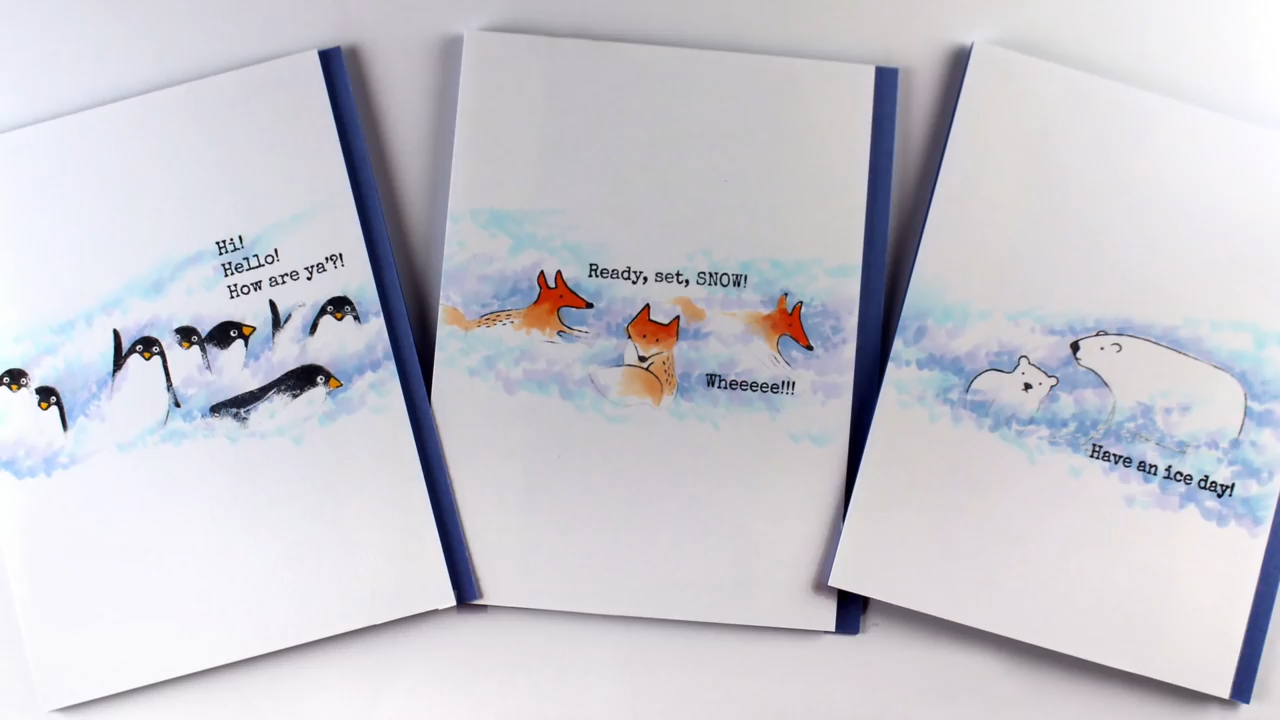 Hi!
Hello!
How are ya'?!
Ready, set, SNOW!
Wheeeee!!!
Have an ice day!